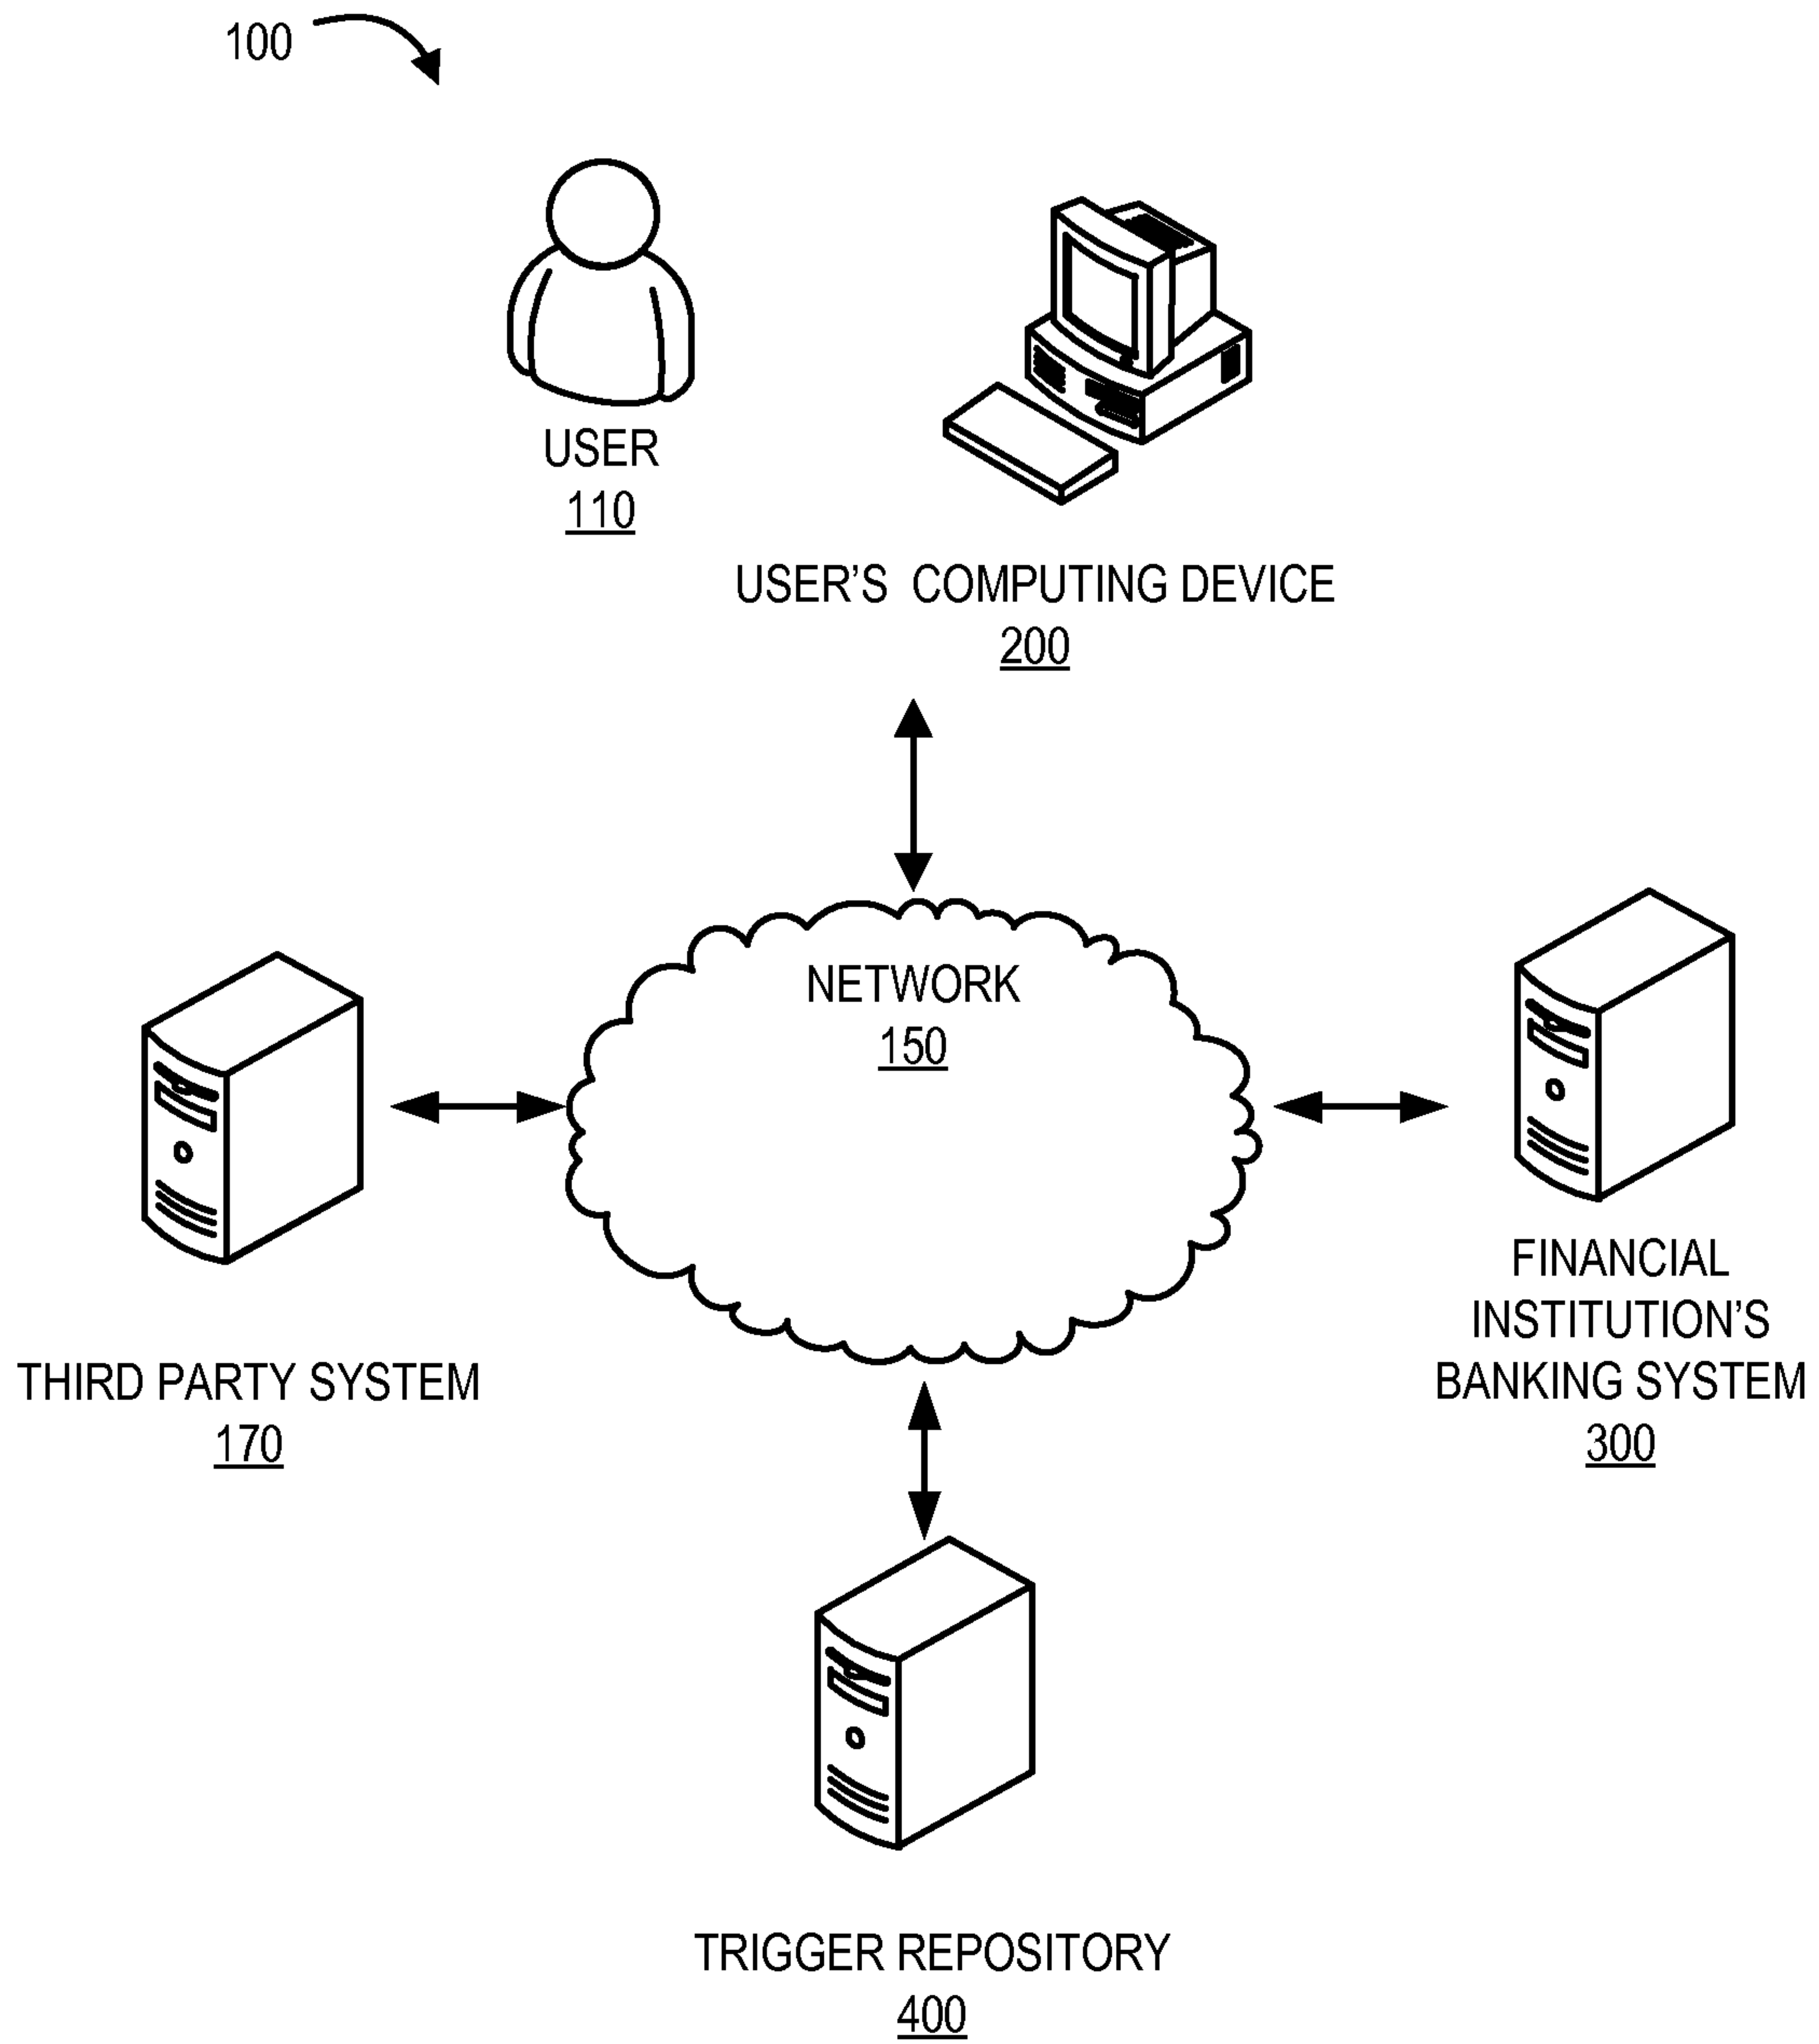 100
USER
110
USER'S COMPUTING DEVICE
200
NETWORK
150
THIRD PARTY SYSTEM
170
FINANCIAL
INSTITUTION'S
BANKING SYSTEM
300
TRIGGER REPOSITORY
400